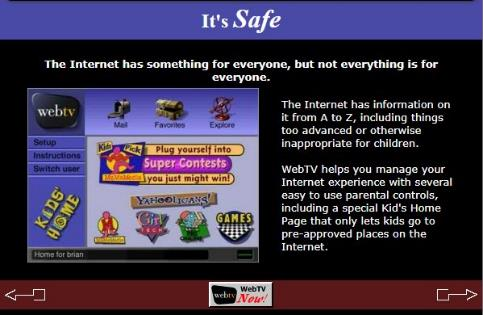 It's Safe
The Internet has something for everyone, but not everything is for
everyone.
webtv
Mail
Favorites
Explore
Setup
Instructions
Switch user
KIDS' HOME
Kids Pick
Plug yourself into
Super Contests
you just might win!
YAHOOLIGANS!
Girl TECH
GAMES
Home for brian
The Internet has information on
it from A to Z, including things
too advanced or otherwise
inappropriate for children.
WebTV helps you manage your
Internet experience with several
easy to use parental controls,
including a special Kid's Home
Page that only lets kids go to
pre-approved places on the
Internet.
webtv
WebTV
Now!